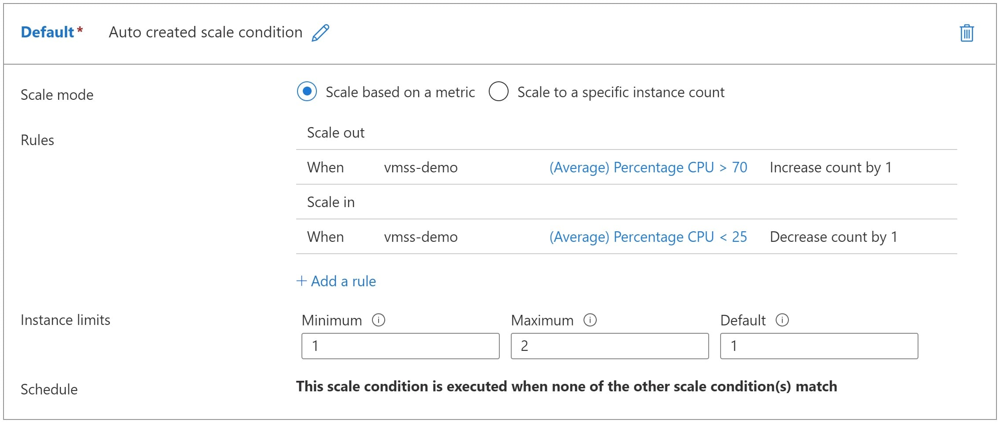 Default * Auto created scale condition
Scale mode
Scale based on a metric Scale to a specific instance count
Rules
Scale out
When vmss-demo (Average) Percentage CPU > 70 Increase count by 1
Scale in
When vmss-demo (Average) Percentage CPU < 25 Decrease count by 1
+ Add a rule
Instance limits
Minimum Maximum Default
1 2 1
Schedule
This scale condition is executed when none of the other scale condition(s) match